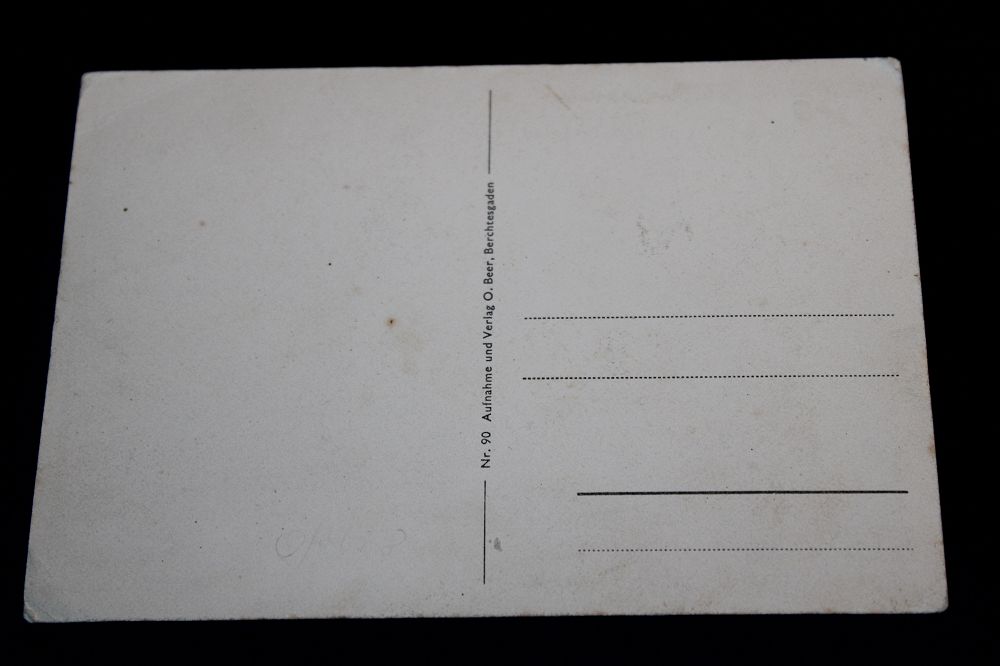 Nr. 90 Aufnahme und Verlag O. Beer, Berchtesgaden